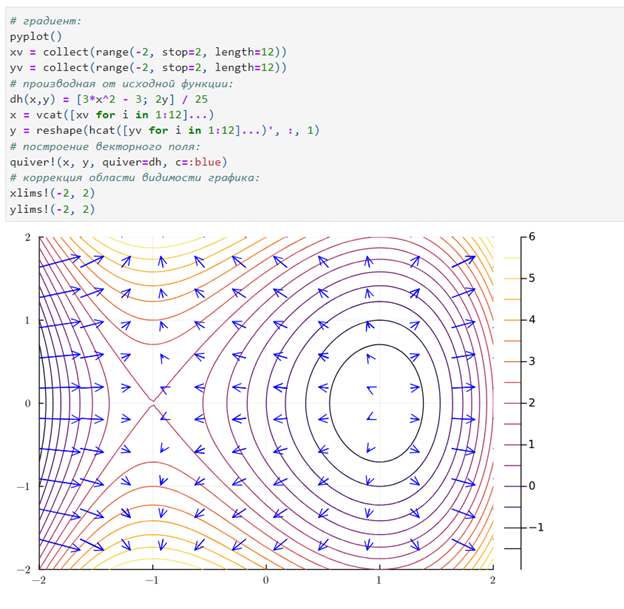 # градиент:
pyplot()
xv = collect(range(-2, stop=2, length=12))
yv = collect(range(-2, stop=2, length=12))
# производная от исходной функции:
dh(x,y) = [3*x^2 - 3; 2y] / 25
x = vcat([xv for i in 1:12]...)
y = reshape(hcat([yv for i in 1:12]...)', :, 1)
# построение векторного поля:
quiver!(x, y, quiver=dh, c=:blue)
# коррекция области видимости графика:
xlims!(-2, 2)
ylims!(-2, 2)
2
1
0
−1
−2
−2
−1
0
1
2
6
5
4
3
2
1
0
−1